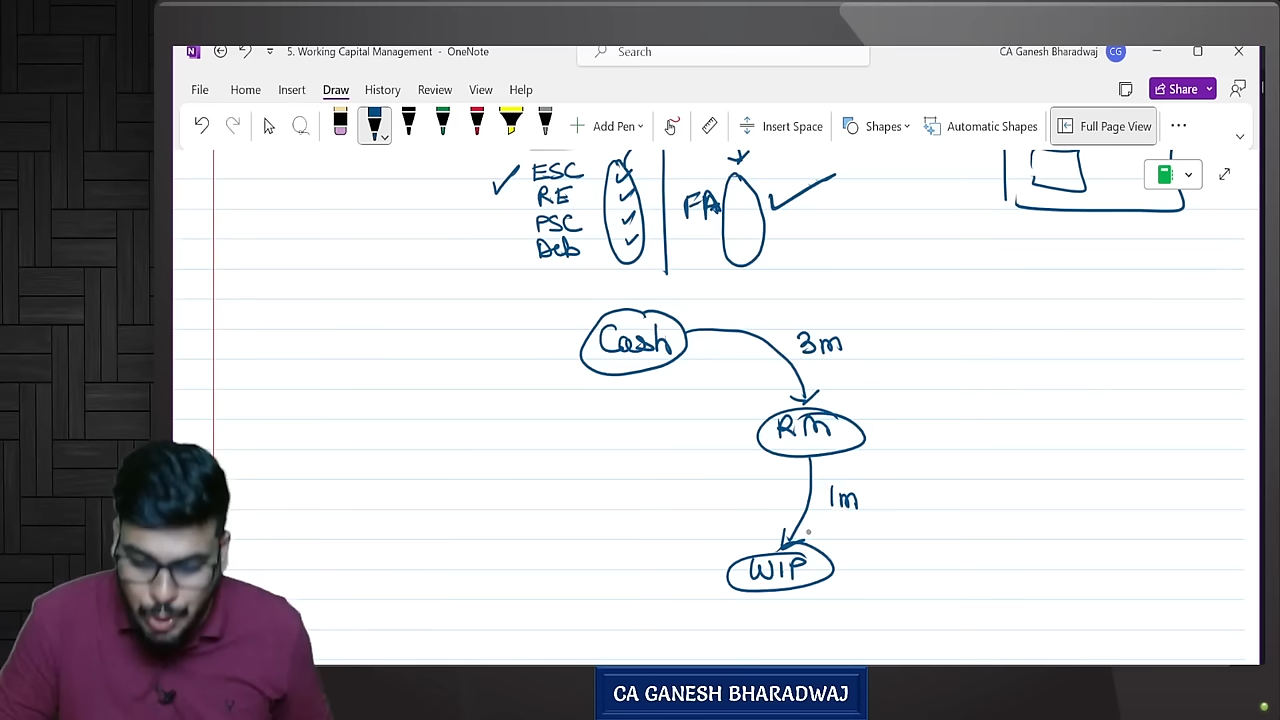 5. Working Capital Management - OneNote
Search
CA Ganesh Bharadwaj
CG
File Home Insert Draw History Review View Help
Share
Add Pen
Insert Space
Shapes
Automatic Shapes
Full Page View
ESC
RE
PSC
Deb
FA
Cash
3m
RM
1m
WIP
CA GANESH BHARADWAJ